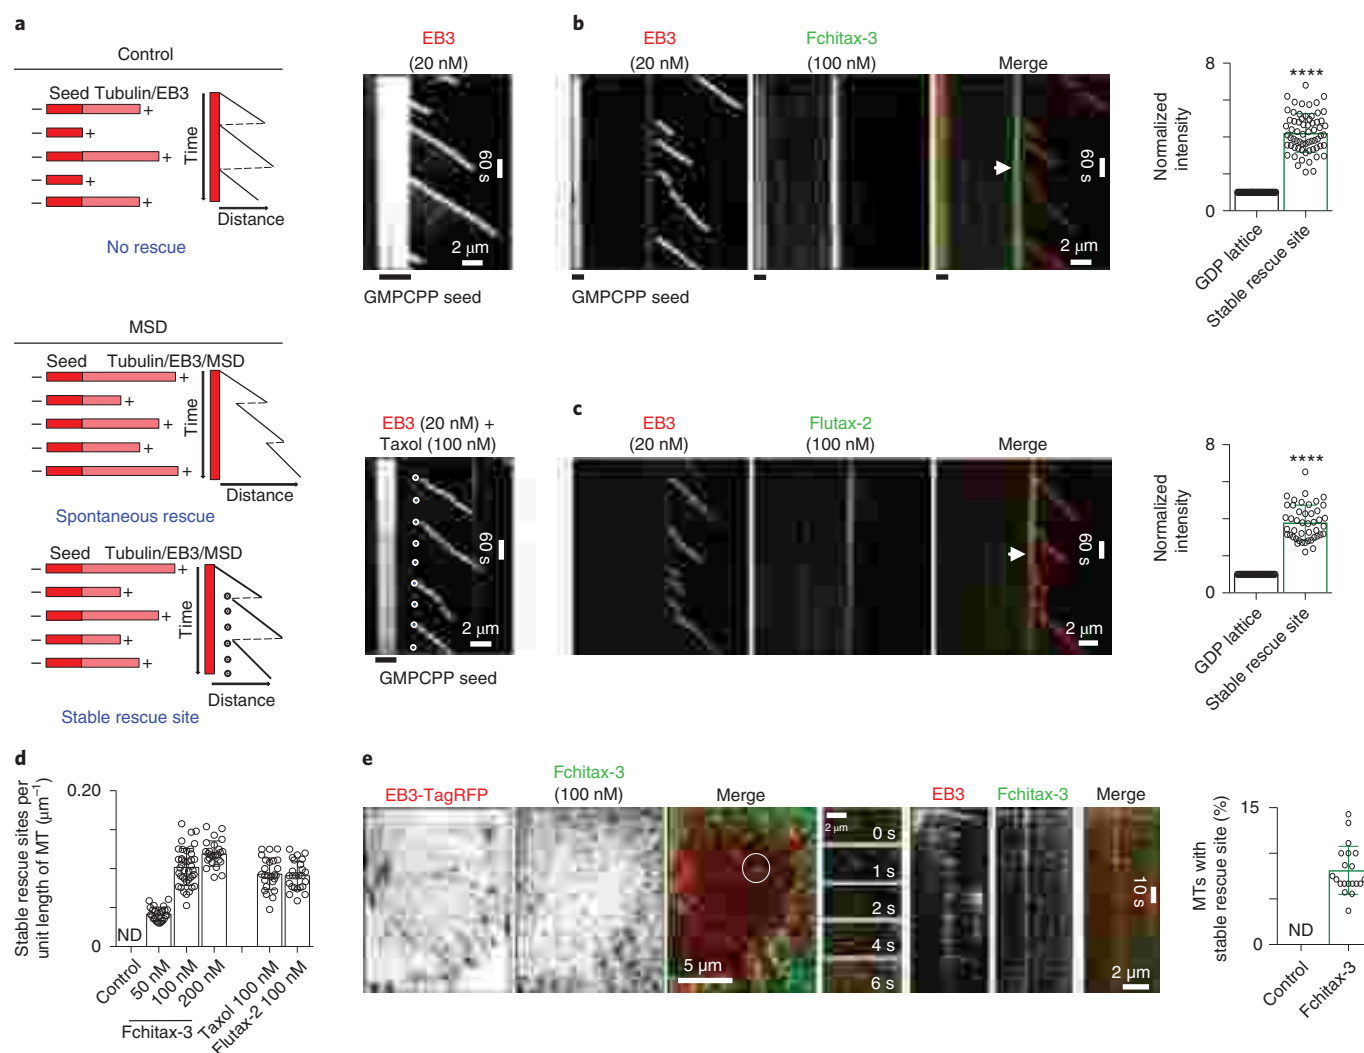 a
Control
Seed Tubulin/EB3
− +
− +
− +
− +
− +
Time
Distance
No rescue
MSD
Seed Tubulin/EB3/MSD
− +
− +
− +
− +
− +
Time
Distance
Spontaneous rescue
Seed Tubulin/EB3/MSD
− +
− +
− +
− +
− +
Time
Distance
Stable rescue site
EB3
(20 nM)
60 s
2 µm
GMPCPP seed
EB3 (20 nM) +
Taxol (100 nM)
60 s
2 µm
GMPCPP seed
b
EB3
(20 nM)
Fchitax-3
(100 nM)
Merge
60 s
2 µm
GMPCPP seed
8
0
Normalized
intensity
****
GDP lattice
Stable rescue site
c
EB3
(20 nM)
Flutax-2
(100 nM)
Merge
60 s
2 µm
8
0
Normalized
intensity
****
GDP lattice
Stable rescue site
d
Stable rescue sites per
unit length of MT (µm⁻¹)
0.20
0
ND
Control
50 nM
100 nM
200 nM
Taxol 100 nM
Flutax-2 100 nM
Fchitax-3
e
EB3-TagRFP
Fchitax-3
(100 nM)
Merge
5 µm
2 µm
0 s
1 s
2 s
4 s
6 s
EB3
Fchitax-3
Merge
10 s
2 µm
MTs with
stable rescue site (%)
15
0
ND
Control
Fchitax-3